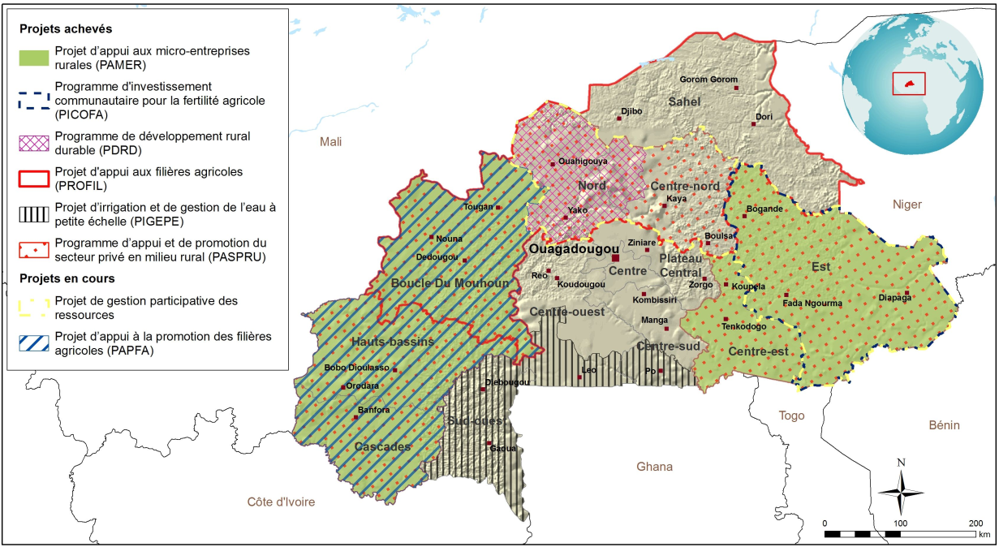 Projets achevés
Projet d'appui aux micro-entreprises
rurales (PAMER)
Programme d'investissement
communautaire pour la fertilité agricole
(PICOFA)
Programme de développement rural
durable (PDRD)
Projet d'appui aux filières agricoles
(PROFIL)
Projet d'irrigation et de gestion de l'eau à
petite échelle (PIGEPE)
Programme d'appui et de promotion du
secteur privé en milieu rural (PASPRU)
Projets en cours
Projet de gestion participative des
ressources
Projet d'appui à la promotion des filières
agricoles (PAPFA)
Mali
Niger
Bénin
Togo
Ghana
Côte d'Ivoire
Gorom Gorom
Sahel
Djibo
Dori
Ouahigouya
Nord
Yako
Centre-nord
Kaya
Boulsa
Bogande
Est
Fada Ngourma
Diapaga
Tougan
Nouna
Dedougou
Boucle Du Mouhoun
Ouagadougou
Ziniare
Centre
Plateau
Central
Zorgo
Koupela
Reo
Koudougou
Kombissiri
Centre-ouest
Manga
Tenkodogo
Centre-est
Centre-sud
Leo
Po
Hauts-bassins
Bobo Dioulasso
Orodara
Banfora
Cascades
Diebougou
Sud-ouest
Gaoua
N
0 100 200
km